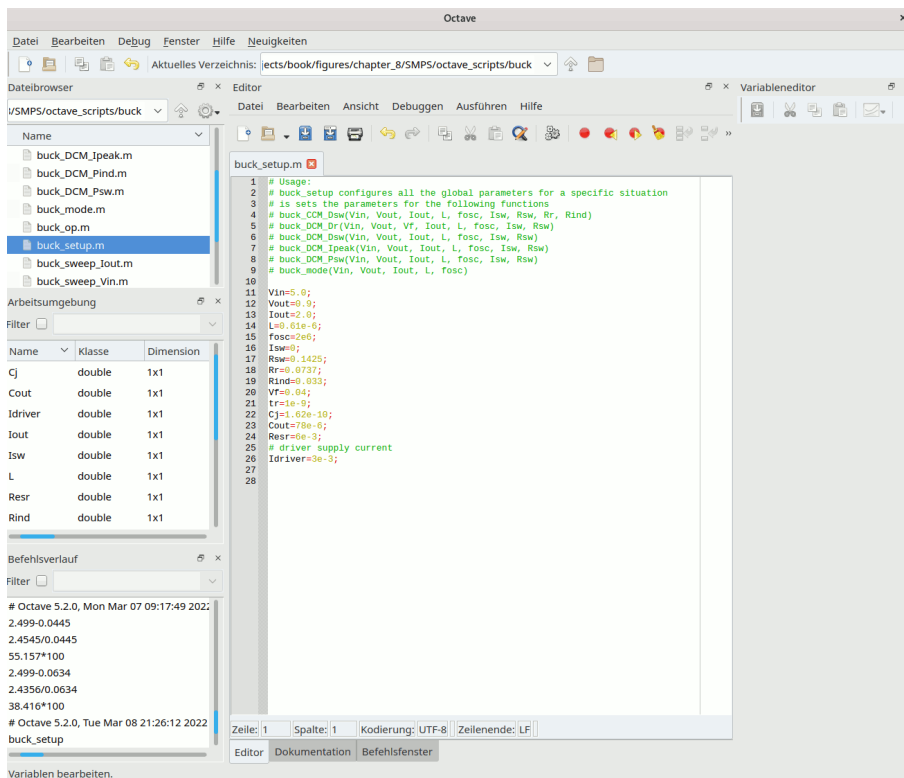 Octave
Datei Bearbeiten Debug Fenster Hilfe Neuigkeiten
Aktuelles Verzeichnis: jects/book/figures/chapter_8/SMPS/octave_scripts/buck
Dateibrowser
/SMPS/octave_scripts/buck
Name
buck_DCM_Ipeak.m
buck_DCM_Pind.m
buck_DCM_Psw.m
buck_mode.m
buck_op.m
buck_setup.m
buck_sweep_Iout.m
buck_sweep_Vin.m
Arbeitsumgebung
Filter
Name Klasse Dimension
Cj double 1x1
Cout double 1x1
Idriver double 1x1
Iout double 1x1
Isw double 1x1
L double 1x1
Resr double 1x1
Rind double 1x1
Befehlsverlauf
Filter
# Octave 5.2.0, Mon Mar 07 09:17:49 2022
2.499-0.0445
2.4545/0.0445
55.157*100
2.499-0.0634
2.4356/0.0634
38.416*100
# Octave 5.2.0, Tue Mar 08 21:26:12 2022
buck_setup
Editor
Datei Bearbeiten Ansicht Debuggen Ausführen Hilfe
buck_setup.m
1 # Usage:
2 # buck_setup configures all the global parameters for a specific situation
3 # is sets the parameters for the following functions
4 # buck_CCM_Dsw(Vin, Vout, Iout, L, fosc, Isw, Rsw, Rr, Rind)
5 # buck_DCM_Dr(Vin, Vout, Vf, Iout, L, fosc, Isw, Rsw)
6 # buck_DCM_Dsw(Vin, Vout, Iout, L, fosc, Isw, Rsw)
7 # buck_DCM_Ipeak(Vin, Vout, Iout, L, fosc, Isw, Rsw)
8 # buck_DCM_Psw(Vin, Vout, Iout, L, fosc, Isw, Rsw)
9 # buck_mode(Vin, Vout, Iout, L, fosc)
10
11 Vin=5.0;
12 Vout=0.9;
13 Iout=2.0;
14 L=0.61e-6;
15 fosc=2e6;
16 Isw=0;
17 Rsw=0.1425;
18 Rr=0.0737;
19 Rind=0.033;
20 Vf=0.04;
21 tr=1e-9;
22 Cj=1.62e-10;
23 Cout=78e-6;
24 Resr=6e-3;
25 # driver supply current
26 Idriver=3e-3;
27
28
Zeile: 1 Spalte: 1 Kodierung: UTF-8 Zeilenende: LF
Editor Dokumentation Befehlsfenster
Variableneditor
Variablen bearbeiten.